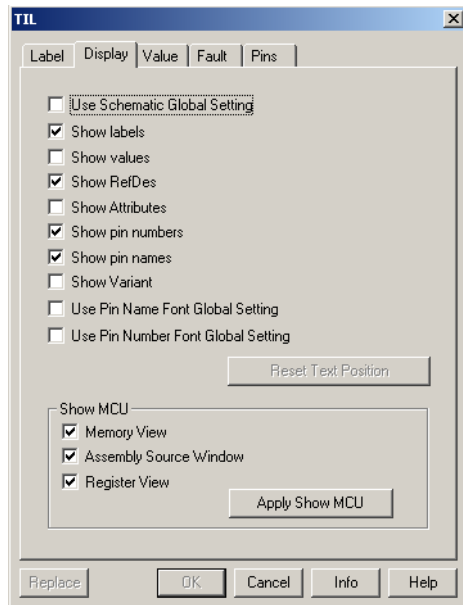 TIL
Label Display Value Fault Pins
Use Schematic Global Setting
Show labels
Show values
Show RefDes
Show Attributes
Show pin numbers
Show pin names
Show Variant
Use Pin Name Font Global Setting
Use Pin Number Font Global Setting
Reset Text Position
Show MCU
Memory View
Assembly Source Window
Register View
Apply Show MCU
Replace OK Cancel Info Help